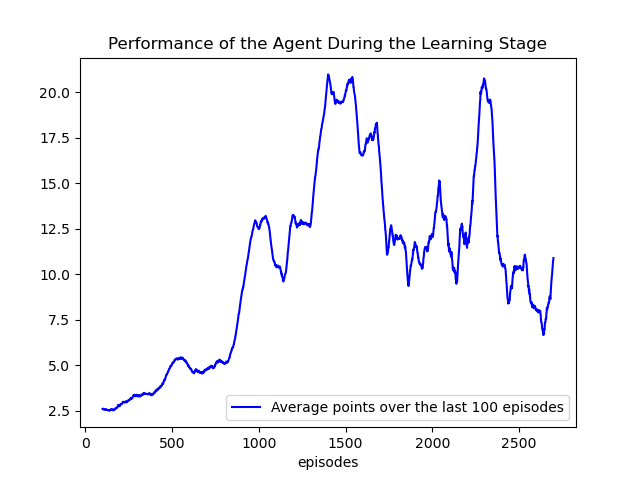 Performance of the Agent During the Learning Stage
20.0
17.5
15.0
12.5
10.0
7.5
5.0
2.5
Average points over the last 100 episodes
0 500 1000 1500 2000 2500
episodes